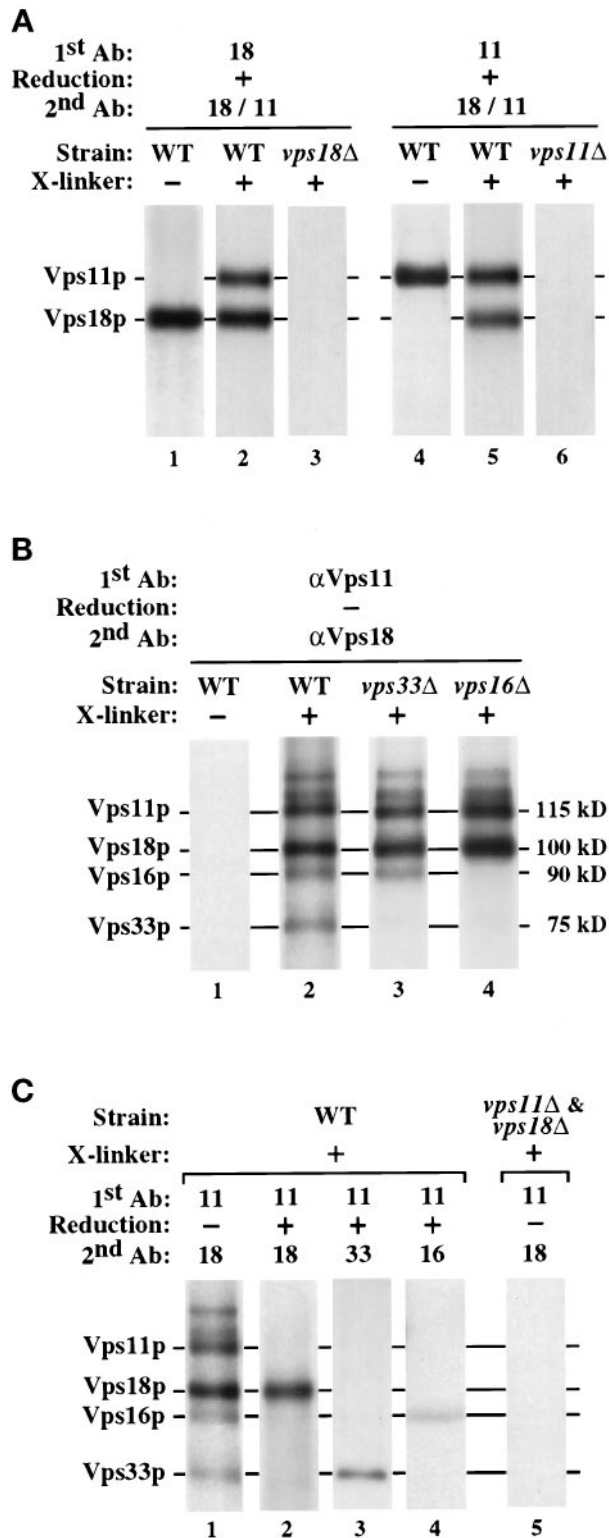 A
1st Ab: 18 11
Reduction: + +
2nd Ab: 18 / 11 18 / 11
Strain: WT WT vps18Δ WT WT vps11Δ
X-linker: – + + – + +
Vps11p
Vps18p
1 2 3 4 5 6
B
1st Ab: αVps11
Reduction: –
2nd Ab: αVps18
Strain: WT WT vps33Δ vps16Δ
X-linker: – + + +
Vps11p 115 kD
Vps18p 100 kD
Vps16p 90 kD
Vps33p 75 kD
1 2 3 4
C
Strain: WT vps11Δ &
vps18Δ
X-linker: + +
1st Ab: 11 11 11 11 11
Reduction: – + + + –
2nd Ab: 18 18 33 16 18
Vps11p
Vps18p
Vps16p
Vps33p
1 2 3 4 5